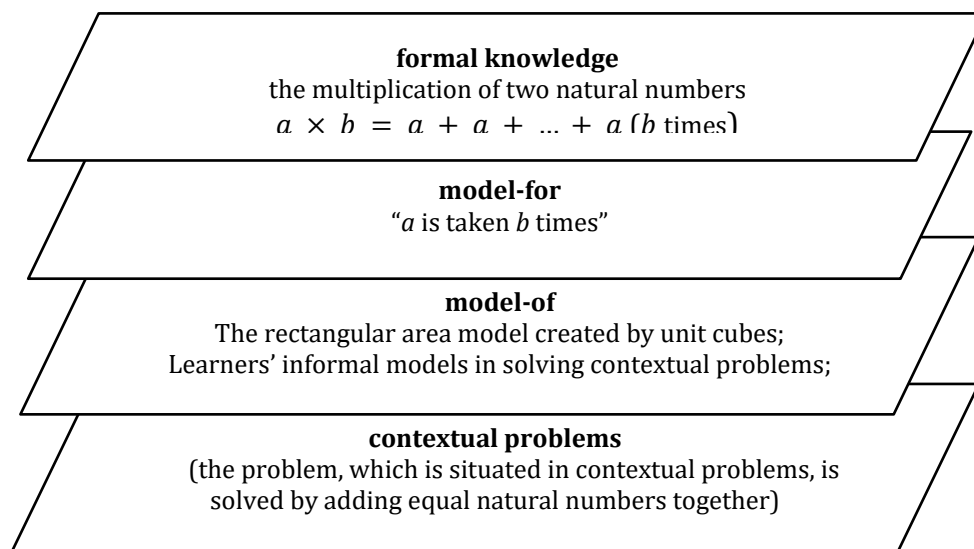 formal knowledge
the multiplication of two natural numbers
a × b = a + a + … + a (b times)
model-for
“a is taken b times”
model-of
The rectangular area model created by unit cubes;
Learners’ informal models in solving contextual problems;
contextual problems
(the problem, which is situated in contextual problems, is
solved by adding equal natural numbers together)